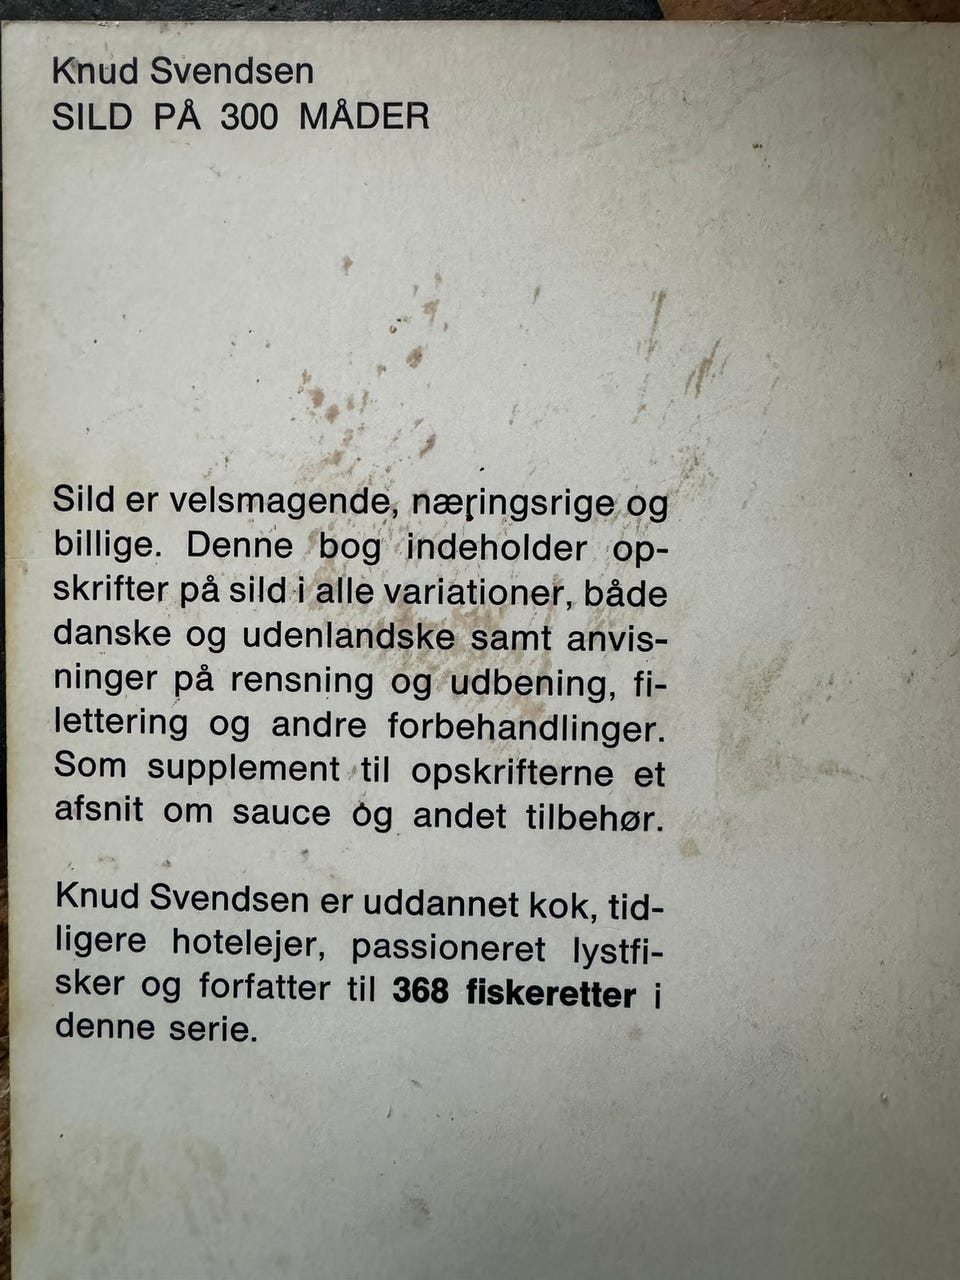 Knud Svendsen
SILD PÅ 300 MÅDER
Sild er velsmagende, næringsrige og
billige. Denne bog indeholder op-
skrifter på sild i alle variationer, både
danske og udenlandske samt anvis-
ninger på rensning og udbening, fi-
lettering og andre forbehandlinger.
Som supplement til opskrifterne et
afsnit om sauce og andet tilbehør.
Knud Svendsen er uddannet kok, tid-
ligere hotelejer, passioneret lystfi-
sker og forfatter til 368 fiskeretter i
denne serie.